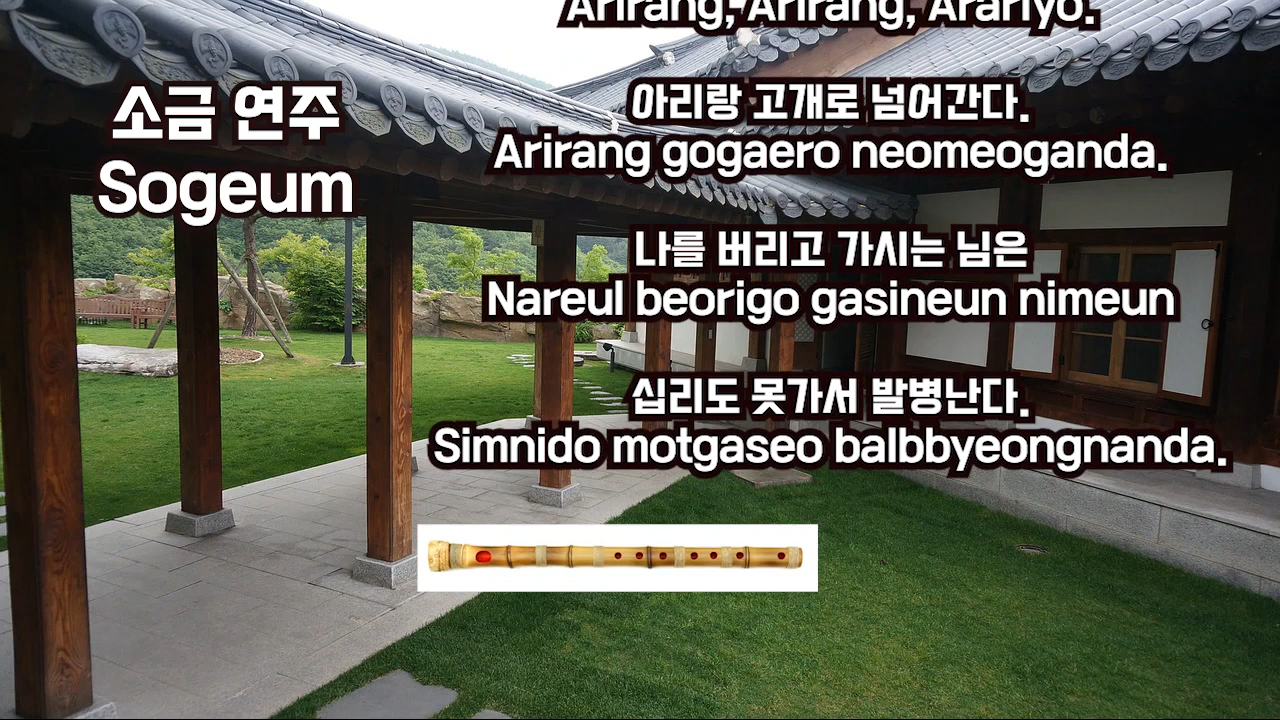 소금 연주
Sogeum
Arirang, Arirang, Arariyo.
아리랑 고개로 넘어간다.
Arirang gogaero neomeoganda.
나를 버리고 가시는 님은
Nareul beorigo gasineun nimeun
십리도 못가서 발병난다.
Simnido motgaseo balbbyeongnanda.